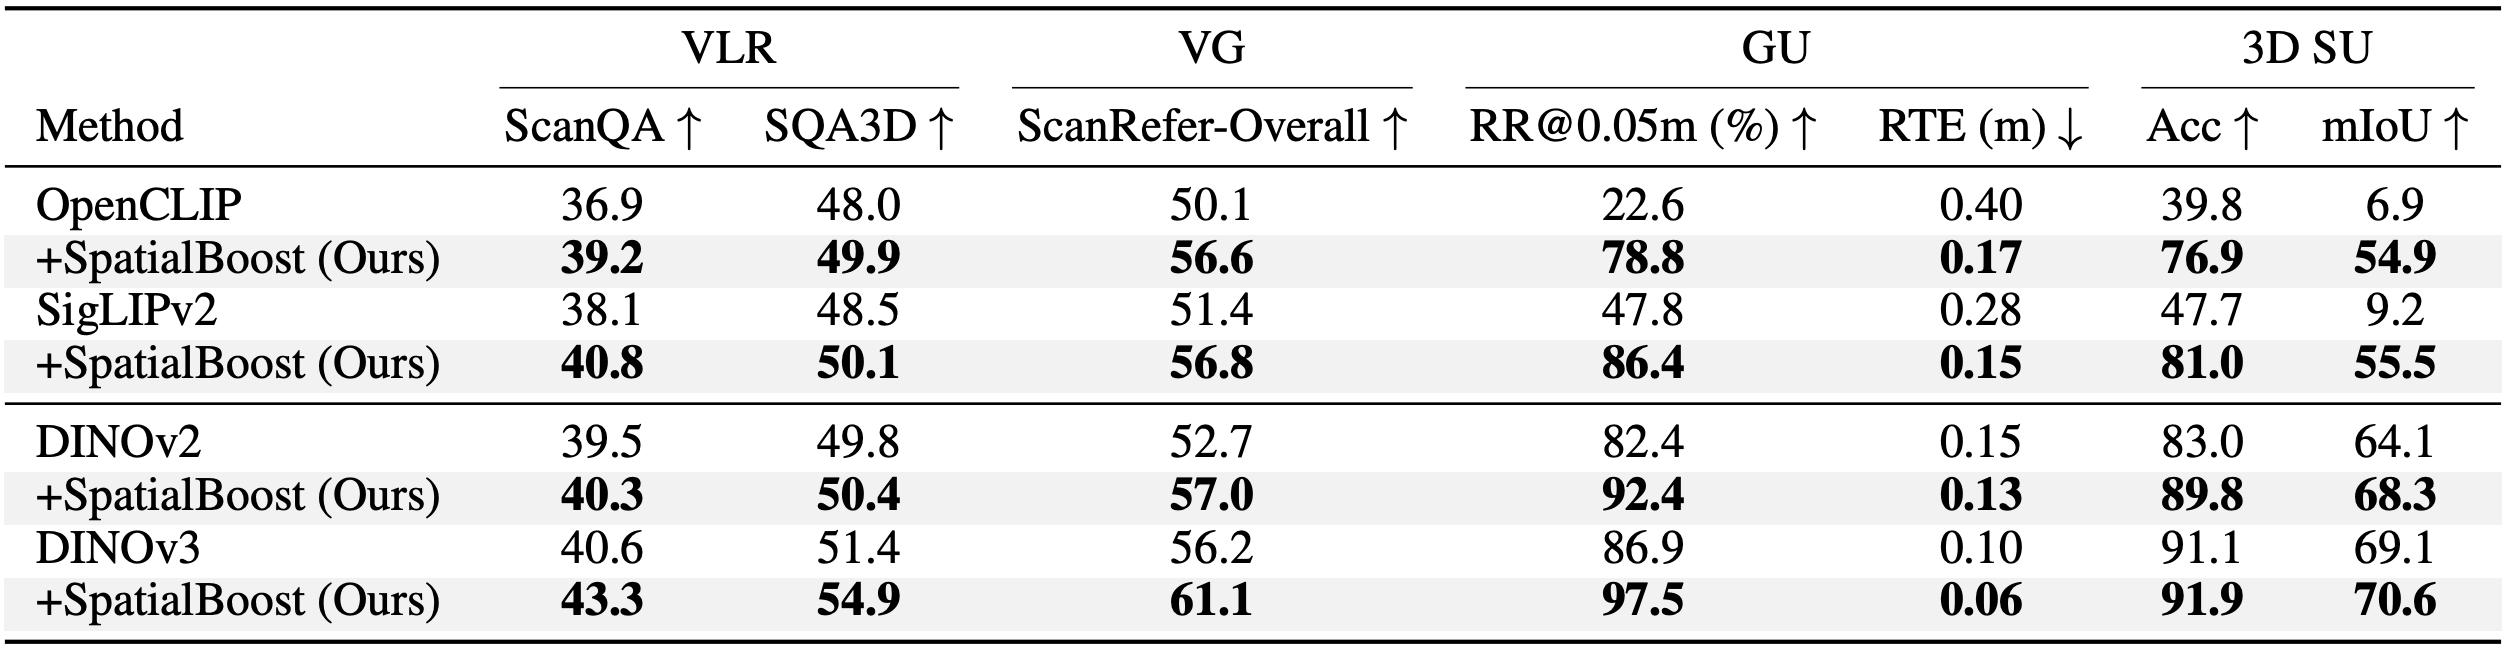 VLR VG GU 3D SU
Method ScanQA ↑ SQA3D ↑ ScanRefer-Overall ↑ RR@0.05m (%) ↑ RTE (m) ↓ Acc ↑ mIoU ↑
OpenCLIP 36.9 48.0 50.1 22.6 0.40 39.8 6.9
+SpatialBoost (Ours) 39.2 49.9 56.6 78.8 0.17 76.9 54.9
SigLIPv2 38.1 48.5 51.4 47.8 0.28 47.7 9.2
+SpatialBoost (Ours) 40.8 50.1 56.8 86.4 0.15 81.0 55.5
DINOv2 39.5 49.8 52.7 82.4 0.15 83.0 64.1
+SpatialBoost (Ours) 40.3 50.4 57.0 92.4 0.13 89.8 68.3
DINOv3 40.6 51.4 56.2 86.9 0.10 91.1 69.1
+SpatialBoost (Ours) 43.3 54.9 61.1 97.5 0.06 91.9 70.6